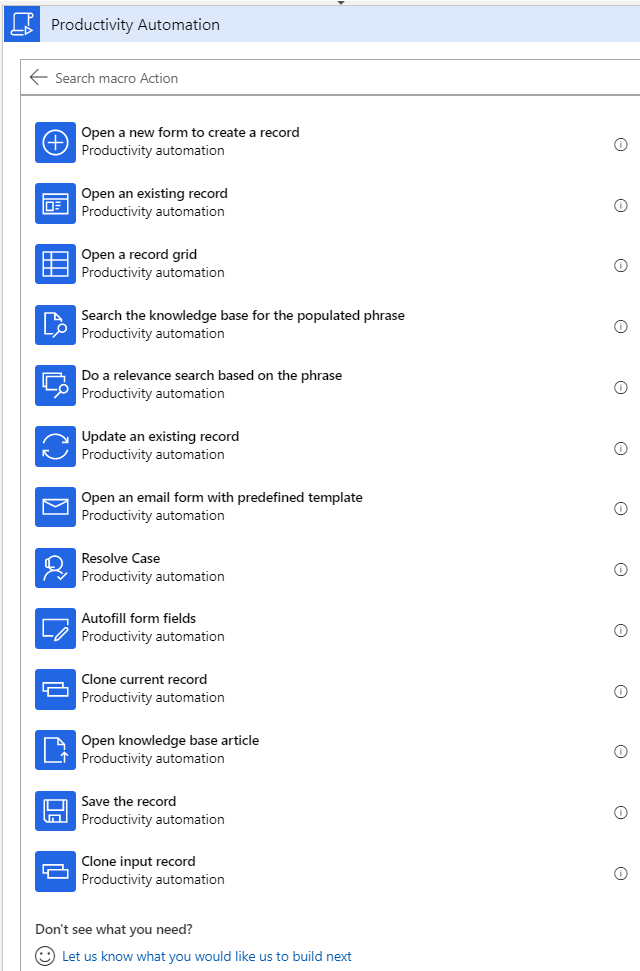 Productivity Automation
Search macro Action
Open a new form to create a record
Productivity automation
Open an existing record
Productivity automation
Open a record grid
Productivity automation
Search the knowledge base for the populated phrase
Productivity automation
Do a relevance search based on the phrase
Productivity automation
Update an existing record
Productivity automation
Open an email form with predefined template
Productivity automation
Resolve Case
Productivity automation
Autofill form fields
Productivity automation
Clone current record
Productivity automation
Open knowledge base article
Productivity automation
Save the record
Productivity automation
Clone input record
Productivity automation
Don't see what you need?
Let us know what you would like us to build next